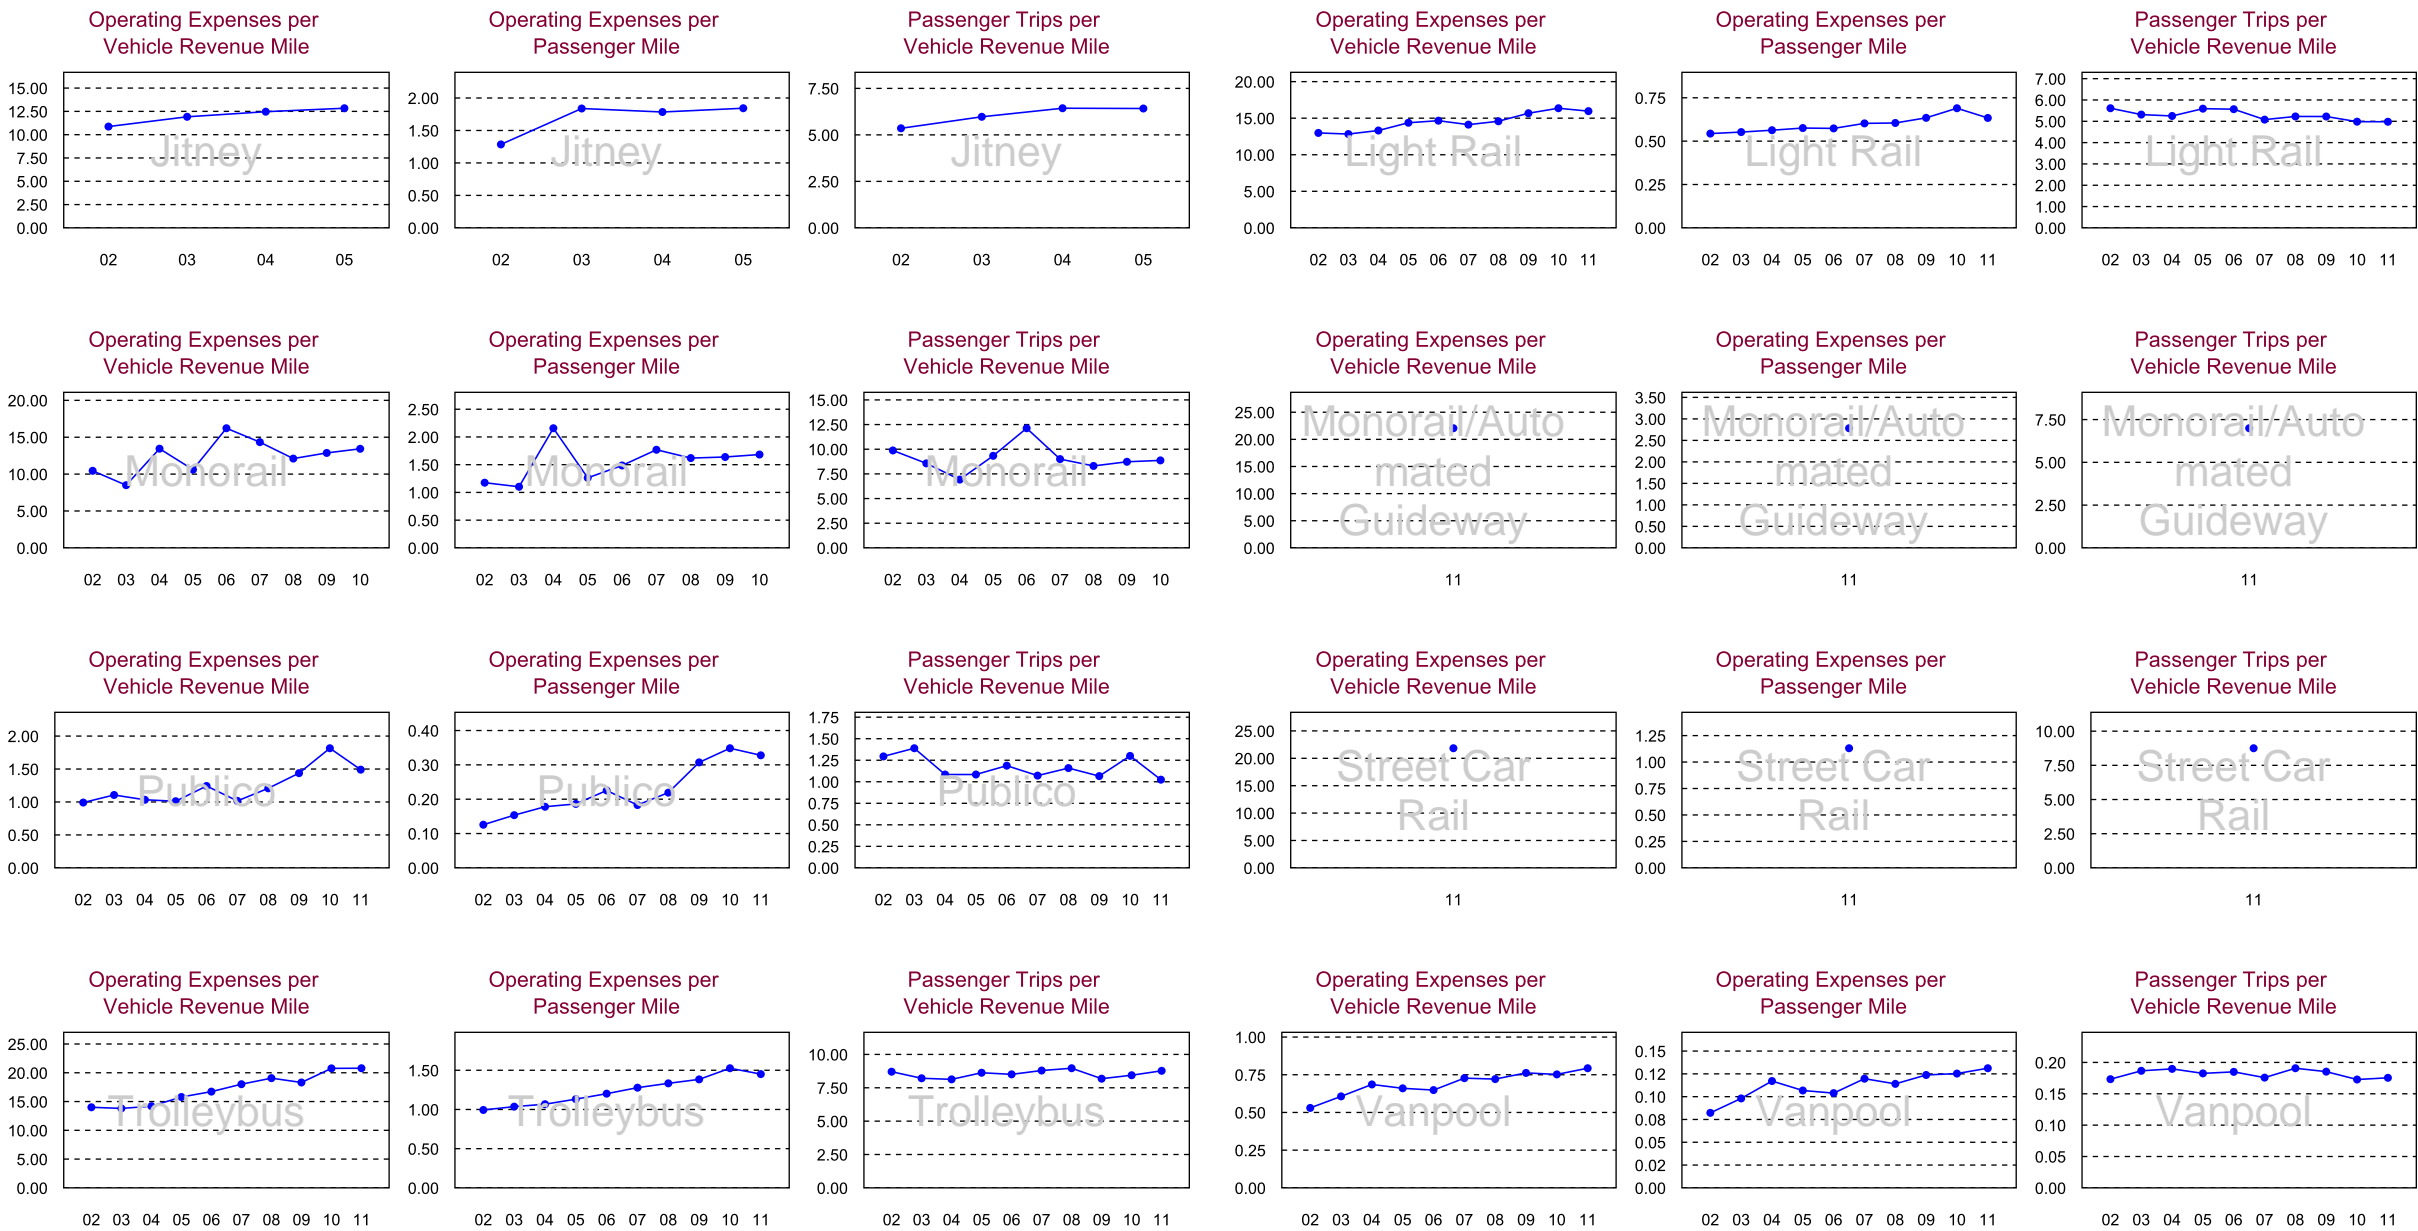 Operating Expenses per
Vehicle Revenue Mile
15.00
12.50
10.00
7.50
5.00
2.50
0.00
Jitney
02 03 04 05
Operating Expenses per
Passenger Mile
2.00
1.50
1.00
0.50
0.00
Jitney
02 03 04 05
Passenger Trips per
Vehicle Revenue Mile
7.50
5.00
2.50
0.00
Jitney
02 03 04 05
Operating Expenses per
Vehicle Revenue Mile
20.00
15.00
10.00
5.00
0.00
Light Rail
02 03 04 05 06 07 08 09 10 11
Operating Expenses per
Passenger Mile
0.75
0.50
0.25
0.00
Light Rail
02 03 04 05 06 07 08 09 10 11
Passenger Trips per
Vehicle Revenue Mile
7.00
6.00
5.00
4.00
3.00
2.00
1.00
0.00
Light Rail
02 03 04 05 06 07 08 09 10 11
Operating Expenses per
Vehicle Revenue Mile
20.00
15.00
10.00
5.00
0.00
Monorail
02 03 04 05 06 07 08 09 10
Operating Expenses per
Passenger Mile
2.50
2.00
1.50
1.00
0.50
0.00
Monorail
02 03 04 05 06 07 08 09 10
Passenger Trips per
Vehicle Revenue Mile
15.00
12.50
10.00
7.50
5.00
2.50
0.00
Monorail
02 03 04 05 06 07 08 09 10
Operating Expenses per
Vehicle Revenue Mile
25.00
20.00
15.00
10.00
5.00
0.00
Monorail/Auto
mated
Guideway
11
Operating Expenses per
Passenger Mile
3.50
3.00
2.50
2.00
1.50
1.00
0.50
0.00
Monorail/Auto
mated
Guideway
11
Passenger Trips per
Vehicle Revenue Mile
7.50
5.00
2.50
0.00
Monorail/Auto
mated
Guideway
11
Operating Expenses per
Vehicle Revenue Mile
2.00
1.50
1.00
0.50
0.00
Publico
02 03 04 05 06 07 08 09 10 11
Operating Expenses per
Passenger Mile
0.40
0.30
0.20
0.10
0.00
Publico
02 03 04 05 06 07 08 09 10 11
Passenger Trips per
Vehicle Revenue Mile
1.75
1.50
1.25
1.00
0.75
0.50
0.25
0.00
Publico
02 03 04 05 06 07 08 09 10 11
Operating Expenses per
Vehicle Revenue Mile
25.00
20.00
15.00
10.00
5.00
0.00
Street Car
Rail
11
Operating Expenses per
Passenger Mile
1.25
1.00
0.75
0.50
0.25
0.00
Street Car
Rail
11
Passenger Trips per
Vehicle Revenue Mile
10.00
7.50
5.00
2.50
0.00
Street Car
Rail
11
Operating Expenses per
Vehicle Revenue Mile
25.00
20.00
15.00
10.00
5.00
0.00
Trolleybus
02 03 04 05 06 07 08 09 10 11
Operating Expenses per
Passenger Mile
1.50
1.00
0.50
0.00
Trolleybus
02 03 04 05 06 07 08 09 10 11
Passenger Trips per
Vehicle Revenue Mile
10.00
7.50
5.00
2.50
0.00
Trolleybus
02 03 04 05 06 07 08 09 10 11
Operating Expenses per
Vehicle Revenue Mile
1.00
0.75
0.50
0.25
0.00
Vanpool
02 03 04 05 06 07 08 09 10 11
Operating Expenses per
Passenger Mile
0.15
0.12
0.10
0.08
0.05
0.02
0.00
Vanpool
02 03 04 05 06 07 08 09 10 11
Passenger Trips per
Vehicle Revenue Mile
0.20
0.15
0.10
0.05
0.00
Vanpool
02 03 04 05 06 07 08 09 10 11